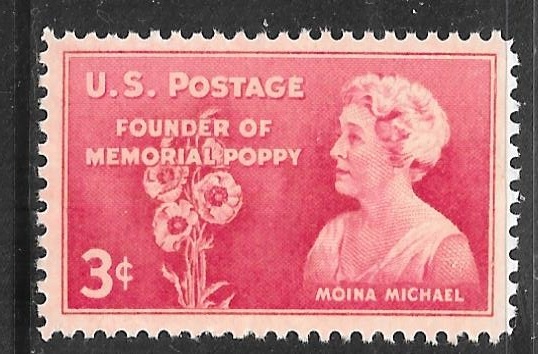 U.S. POSTAGE
FOUNDER OF
MEMORIAL POPPY
3¢
MOINA MICHAEL